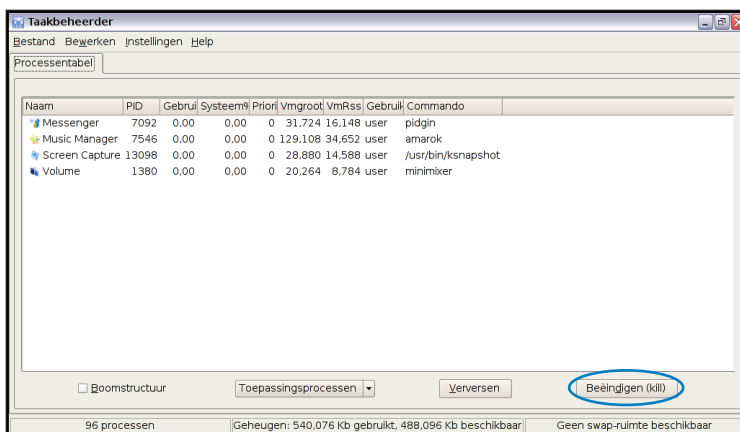 Taakbeheerder
Bestand Bewerken Instellingen Help
Processentabel
Naam PID Gebrui Systeem% Priori Vmgroot VmRss Gebruik Commando
Messenger 7092 0,00 0,00 0 31,724 16,148 user pidgin
Music Manager 7546 0,00 0,00 0 129,108 34,652 user amarok
Screen Capture 13098 0,00 0,00 0 28,880 14,588 user /usr/bin/ksnapshot
Volume 1380 0,00 0,00 0 20,264 8,784 user minimixer
Boomstructuur Toepassingsprocessen Verversen Beëindigen (kill)
96 processen Geheugen: 540,076 Kb gebruikt, 488,096 Kb beschikbaar Geen swap-ruimte beschikbaar